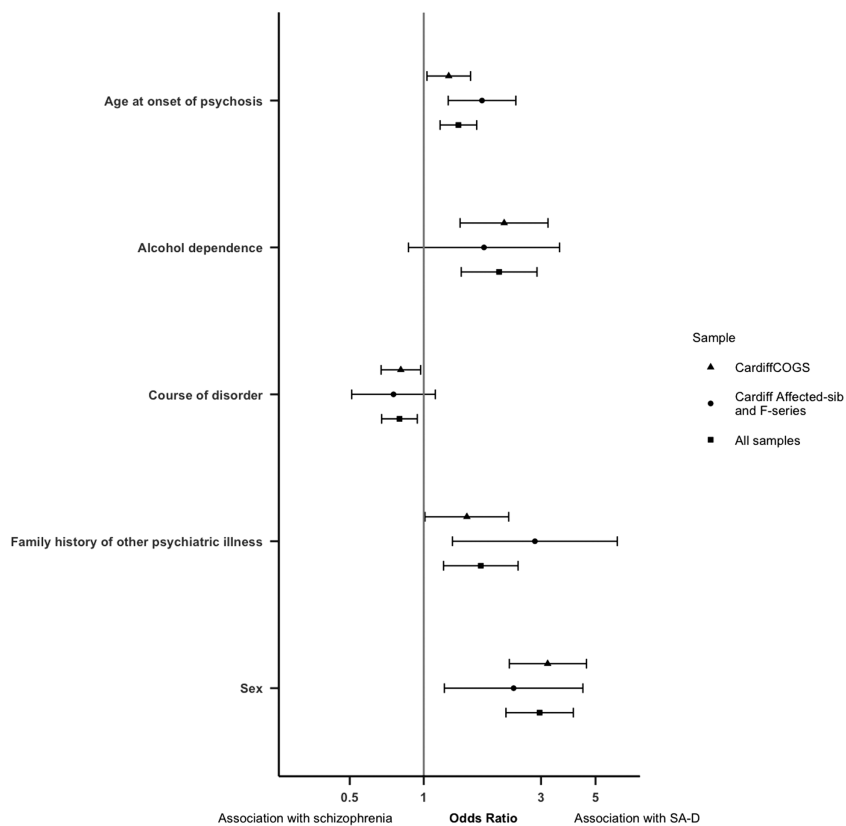 Age at onset of psychosis
Alcohol dependence
Course of disorder
Family history of other psychiatric illness
Sex
Sample
CardiffCOGS
Cardiff Affected-sib
and F-series
All samples
0.5 1 3 5
Association with schizophrenia Odds Ratio Association with SA-D